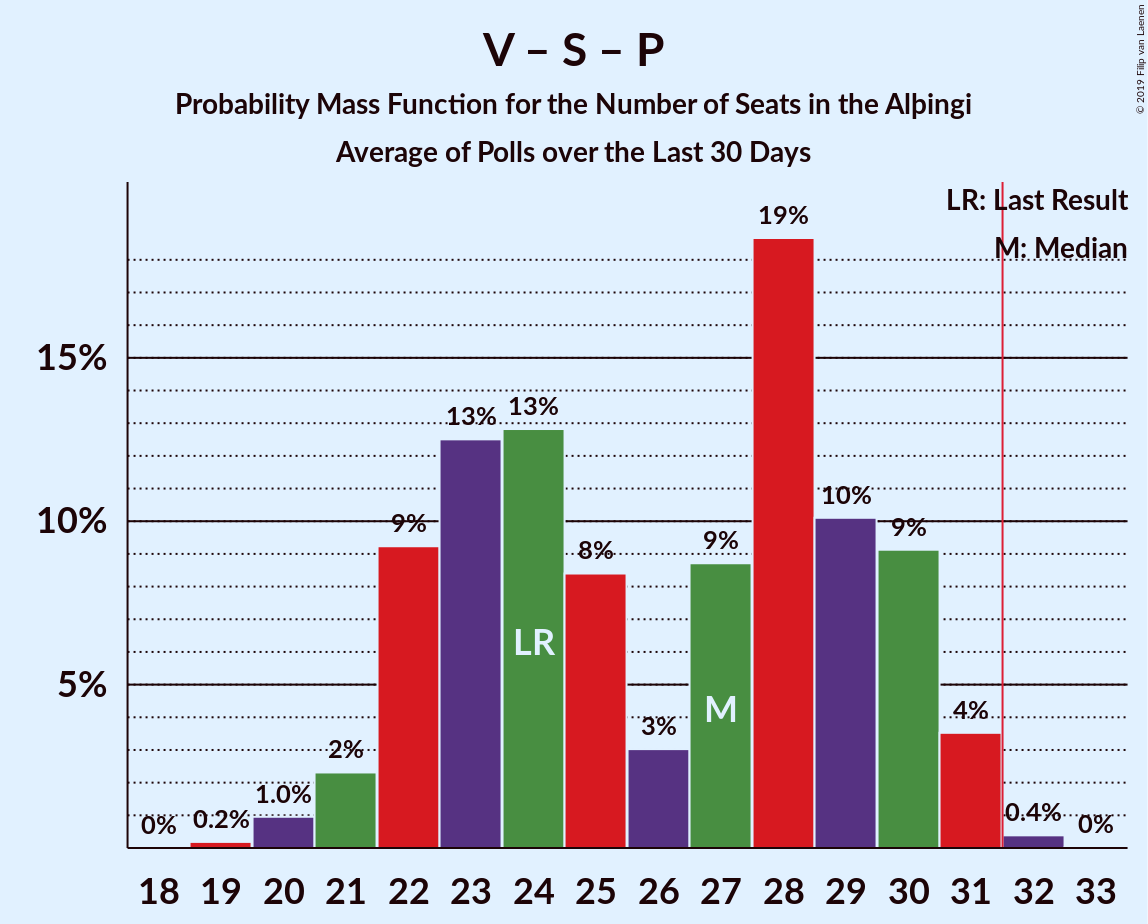 V – S – P
Probability Mass Function for the Number of Seats in the Alþingi
Average of Polls over the Last 30 Days
© 2019 Filip van Laenen
LR: Last Result
M: Median
15%
10%
5%
0%
0.2%
1.0%
2%
9%
13%
13%
8%
3%
9%
19%
10%
9%
4%
0.4%
0%
LR
M
18 19 20 21 22 23 24 25 26 27 28 29 30 31 32 33